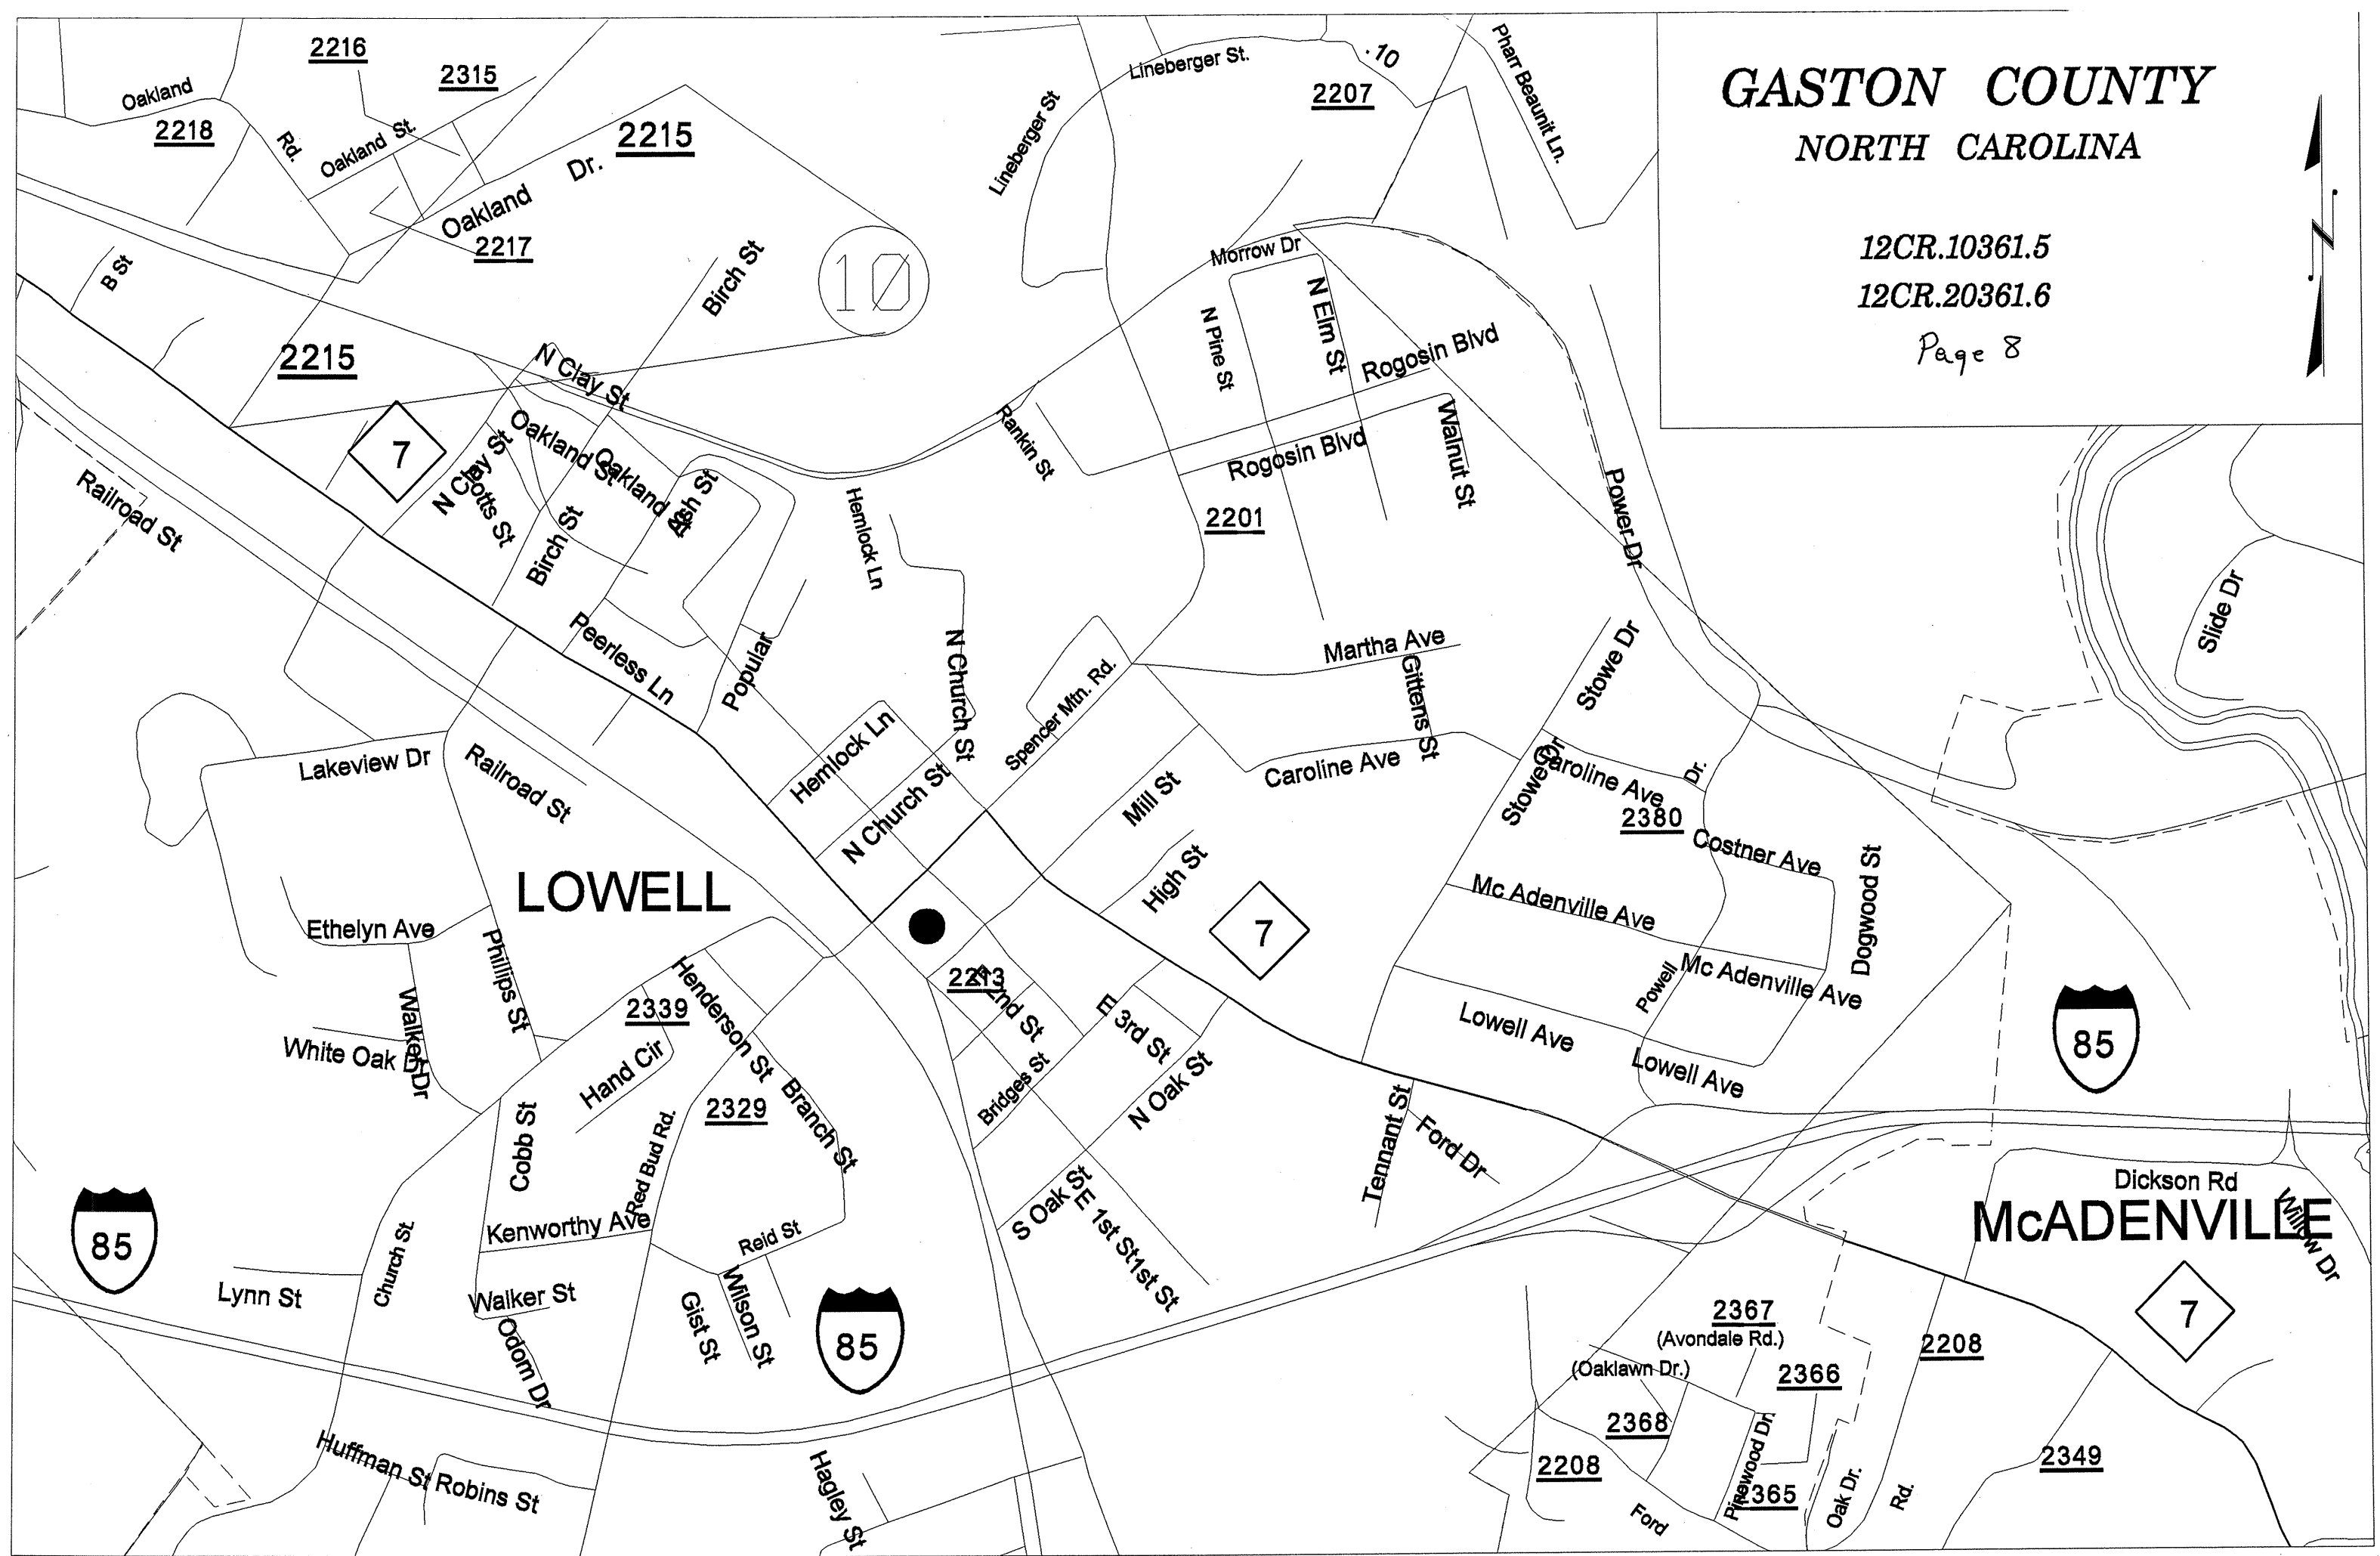 GASTON COUNTY
NORTH CAROLINA
12CR.10361.5
12CR.20361.6
Page 8
2216
2315
Oakland
2218
Rd.
Oakland St.
2215
Dr.
Oakland
2217
B St
Birch St
10
Lineberger St.
.10
2207
Lineberger St
Pharr Beaunit Ln.
Morrow Dr
N Elm St
N Pine St
Rogosin Blvd
2215
N Clay St
7
Oakland St
N Clay St
Potts St
Oakland St
Ash St
Birch St
Railroad St
Rankin St
Rogosin Blvd
Walnut St
2201
Hemlock Ln
Power Dr
Slide Dr
Peerless Ln
Popular
N Church St
Spencer Mtn. Rd.
Martha Ave
Gittens St
Stowe Dr
Lakeview Dr
Railroad St
Hemlock Ln
N Church St
Mill St
Caroline Ave
Stowe Dr
Caroline Ave
Dr.
2380
Costner Ave
LOWELL
High St
Mc Adenville Ave
Dogwood St
Ethelyn Ave
Phillips St
7
Mc Adenville Ave
Powell
2213
E 2nd St
Henderson St
2339
Walker Dr
White Oak Dr
Hand Cir
E 3rd St
Lowell Ave
Lowell Ave
85
Bridges St
N Oak St
2329
Branch St
Cobb St
Red Bud Rd.
Tennant St
Ford Dr
Dickson Rd
McADENVILLE
Willow Dr
85
Kenworthy Ave
Reid St
S Oak St
E 1st St
1st St
Church St.
Lynn St
Walker St
Odom Dr
Gist St
Wilson St
85
7
2367
(Avondale Rd.)
(Oaklawn Dr.)
2366
2208
2368
2208
Pinewood Dr.
2365
2349
Oak Dr.
Rd.
Ford
Huffman St
Robins St
Hagley St